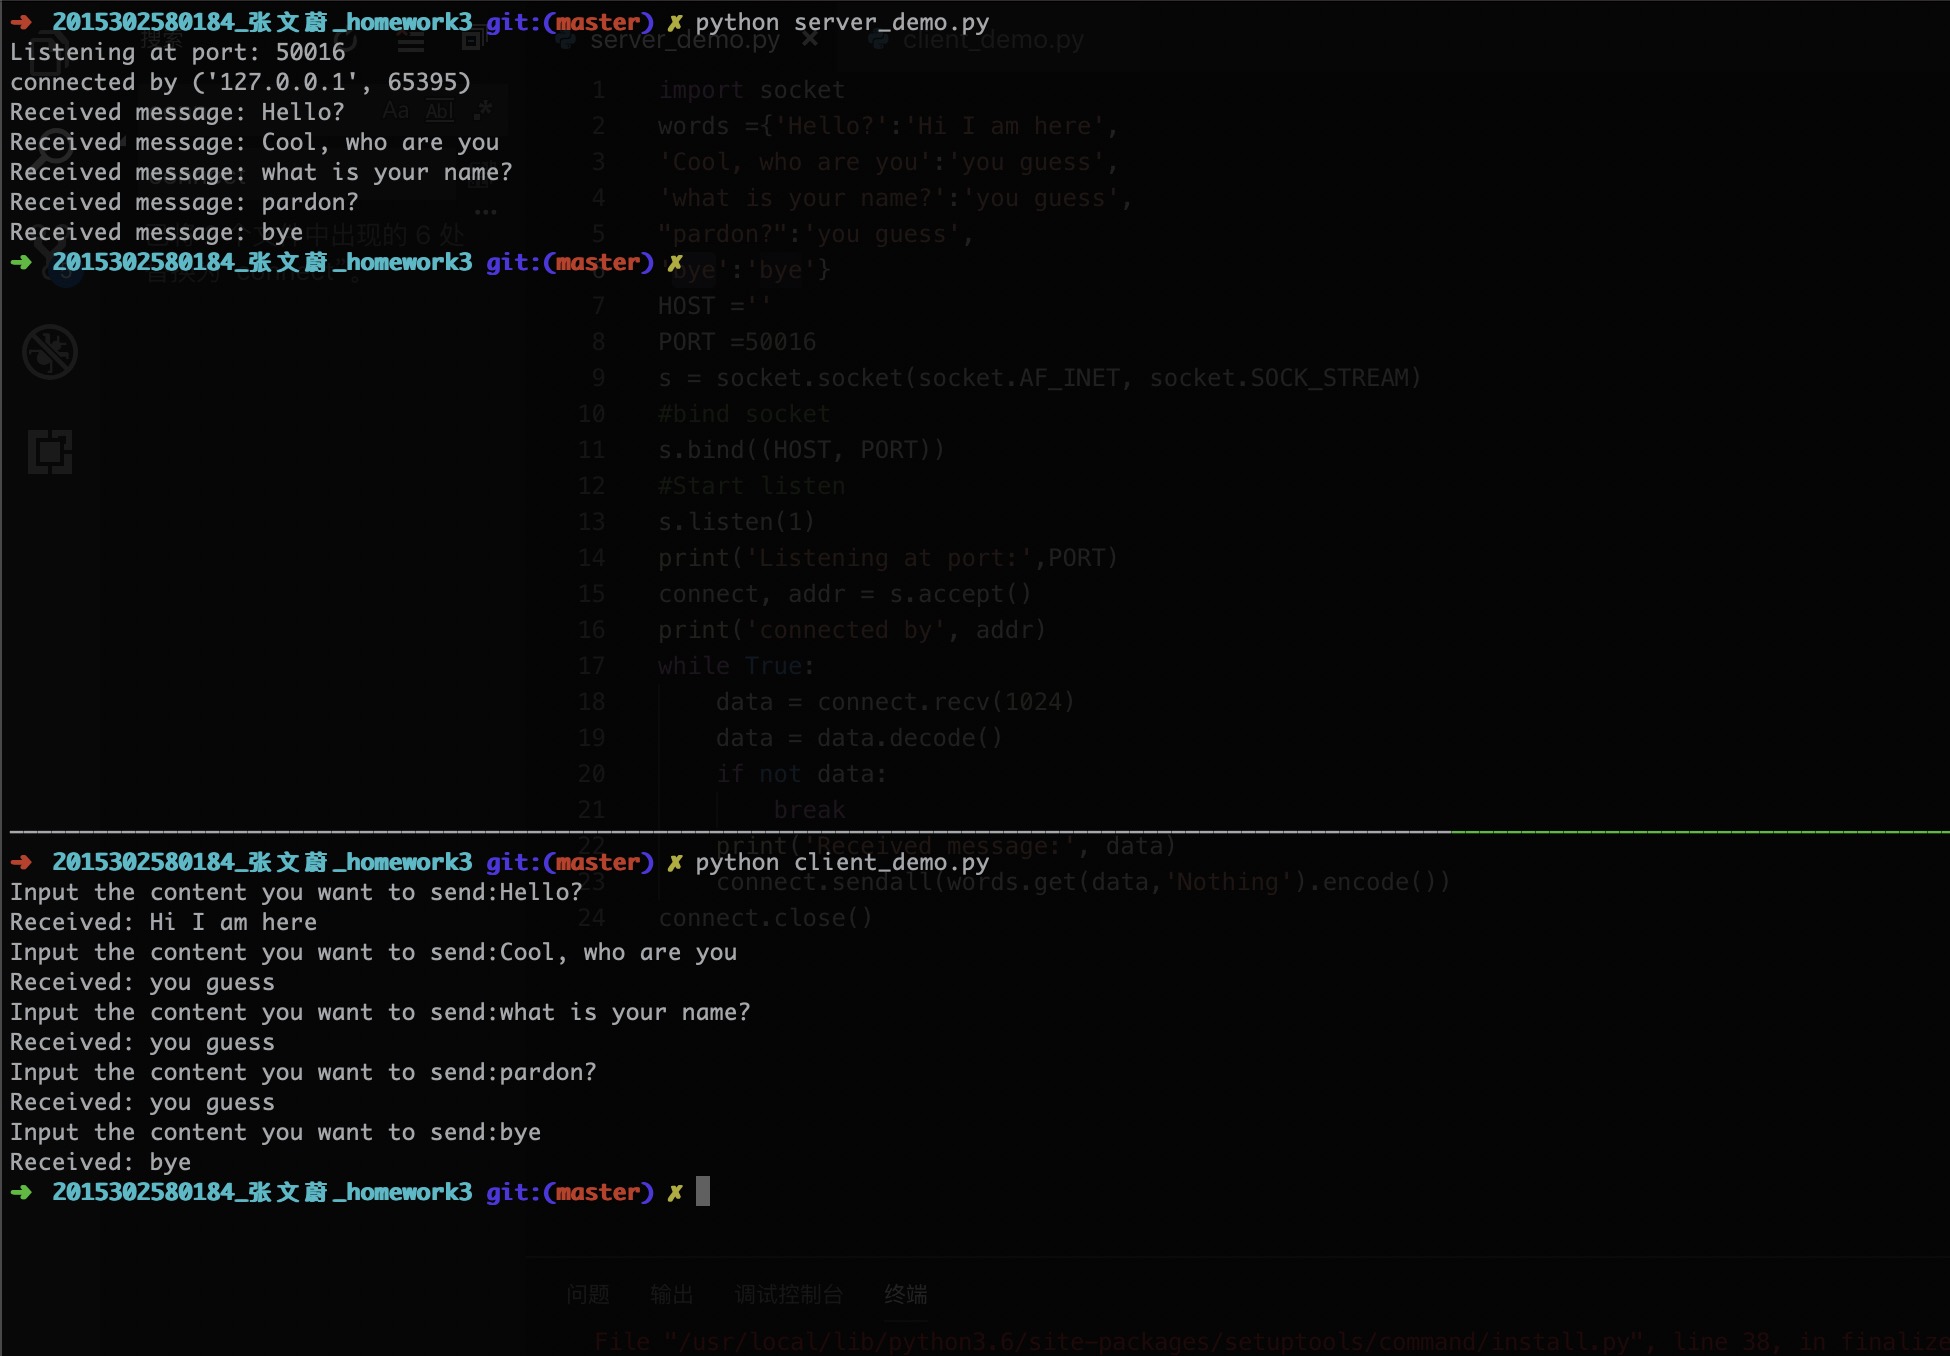 ➜ 2015302580184_张文蔚_homework3 git:(master) ✗ python server_demo.py
Listening at port: 50016
connected by ('127.0.0.1', 65395)
Received message: Hello?
Received message: Cool, who are you
Received message: what is your name?
Received message: pardon?
Received message: bye
➜ 2015302580184_张文蔚_homework3 git:(master) ✗
搜索
Aa Abl .*
中出现的 6 处
server_demo.py × client_demo.py
1 import socket
2 words ={'Hello?':'Hi I am here',
3 'Cool, who are you':'you guess',
4 'what is your name?':'you guess',
5 "pardon?":'you guess',
6 'bye':'bye'}
7 HOST =''
8 PORT =50016
9 s = socket.socket(socket.AF_INET, socket.SOCK_STREAM)
10 #bind socket
11 s.bind((HOST, PORT))
12 #Start listen
13 s.listen(1)
14 print('Listening at port:',PORT)
15 connect, addr = s.accept()
16 print('connected by', addr)
17 while True:
18 data = connect.recv(1024)
19 data = data.decode()
20 if not data:
21 break
22 print('Received message:', data)
23 connect.sendall(words.get(data,'Nothing').encode())
24 connect.close()
➜ 2015302580184_张文蔚_homework3 git:(master) ✗ python client_demo.py
Input the content you want to send:Hello?
Received: Hi I am here
Input the content you want to send:Cool, who are you
Received: you guess
Input the content you want to send:what is your name?
Received: you guess
Input the content you want to send:pardon?
Received: you guess
Input the content you want to send:bye
Received: bye
➜ 2015302580184_张文蔚_homework3 git:(master) ✗
问题 输出 调试控制台 终端
File "/usr/local/lib/python3.6/site-packages/setuptools/command/install.py", line 38, in finalize